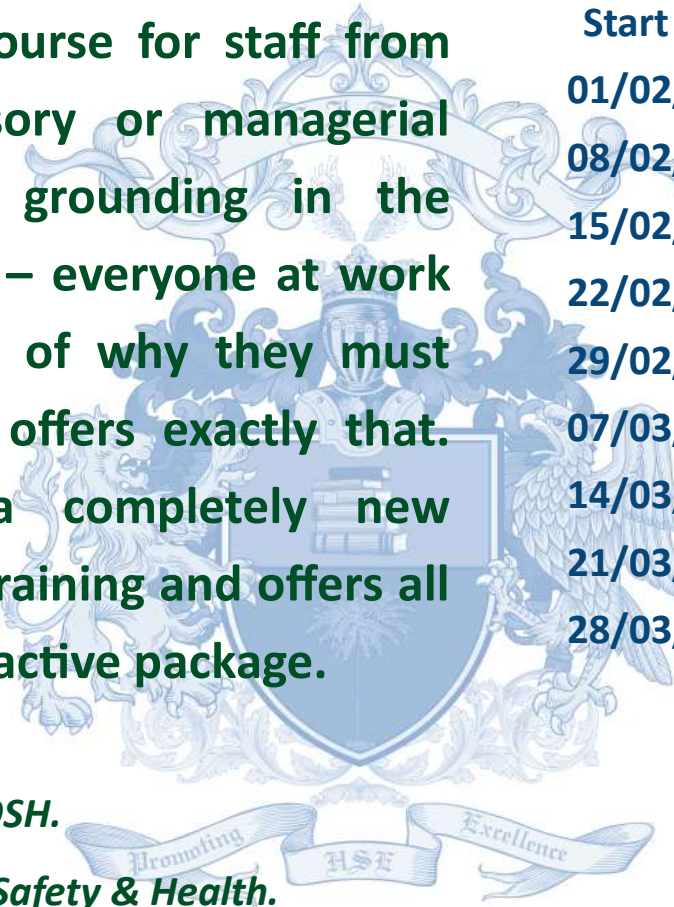 ourse for staff from
sory or managerial
grounding in the
– everyone at work
of why they must
offers exactly that.
a completely new
raining and offers all
active package.
OSH.
Safety & Health.
Start
01/02/
08/02/
15/02/
22/02/
29/02/
07/03/
14/03/
21/03/
28/03/
Promoting
HSE
Excellence